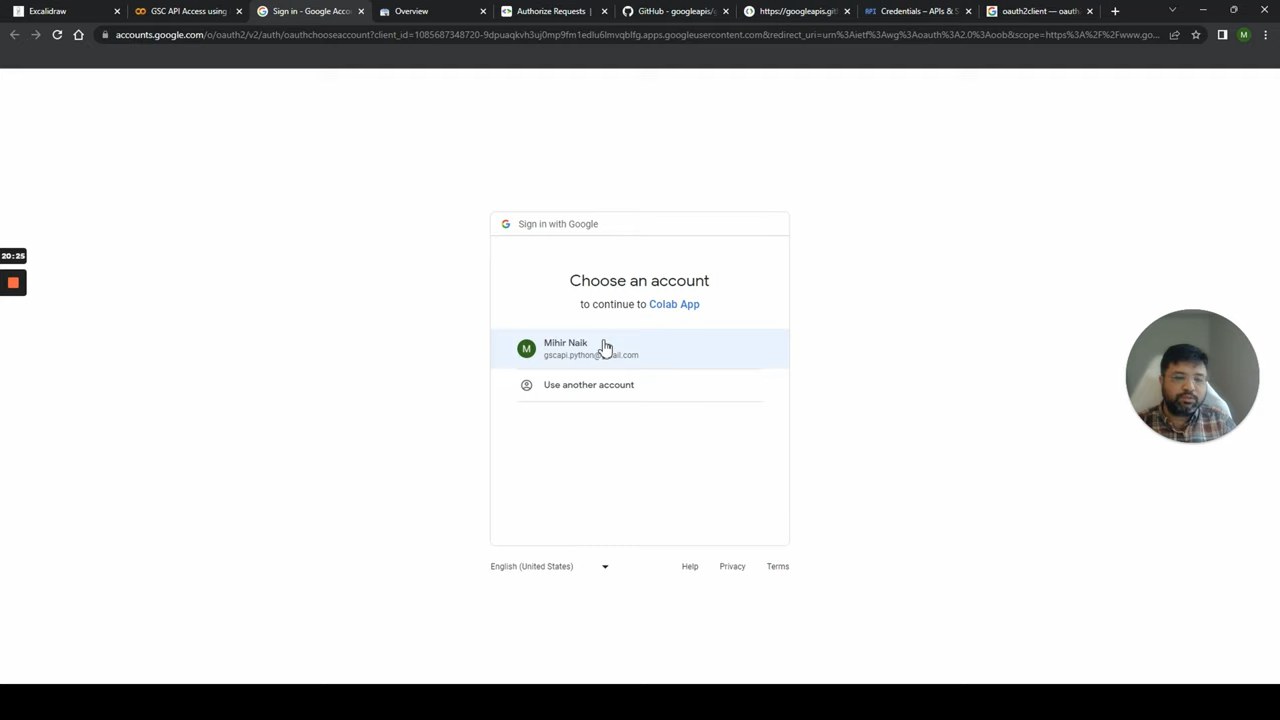 Excalidraw
GSC API Access using
Sign in - Google Acco
Overview
Authorize Requests |
GitHub - googleapis/g
https://googleapis.git
API Credentials – APIs & S
oauth2client — oauth
accounts.google.com/o/oauth2/v2/auth/oauthchooseaccount?client_id=1085687348720-9dpuaqkvh3uj0mp9fm1edlu6lmvqblfg.apps.googleusercontent.com&redirect_uri=urn%3Aietf%3Awg%3Aoauth%3A2.0%3Aoob&scope=https%3A%2F%2Fwww.go...
M
Sign in with Google
20:25
Choose an account
to continue to Colab App
M
Mihir Naik
Use another account
English (United States)
Help
Privacy
Terms